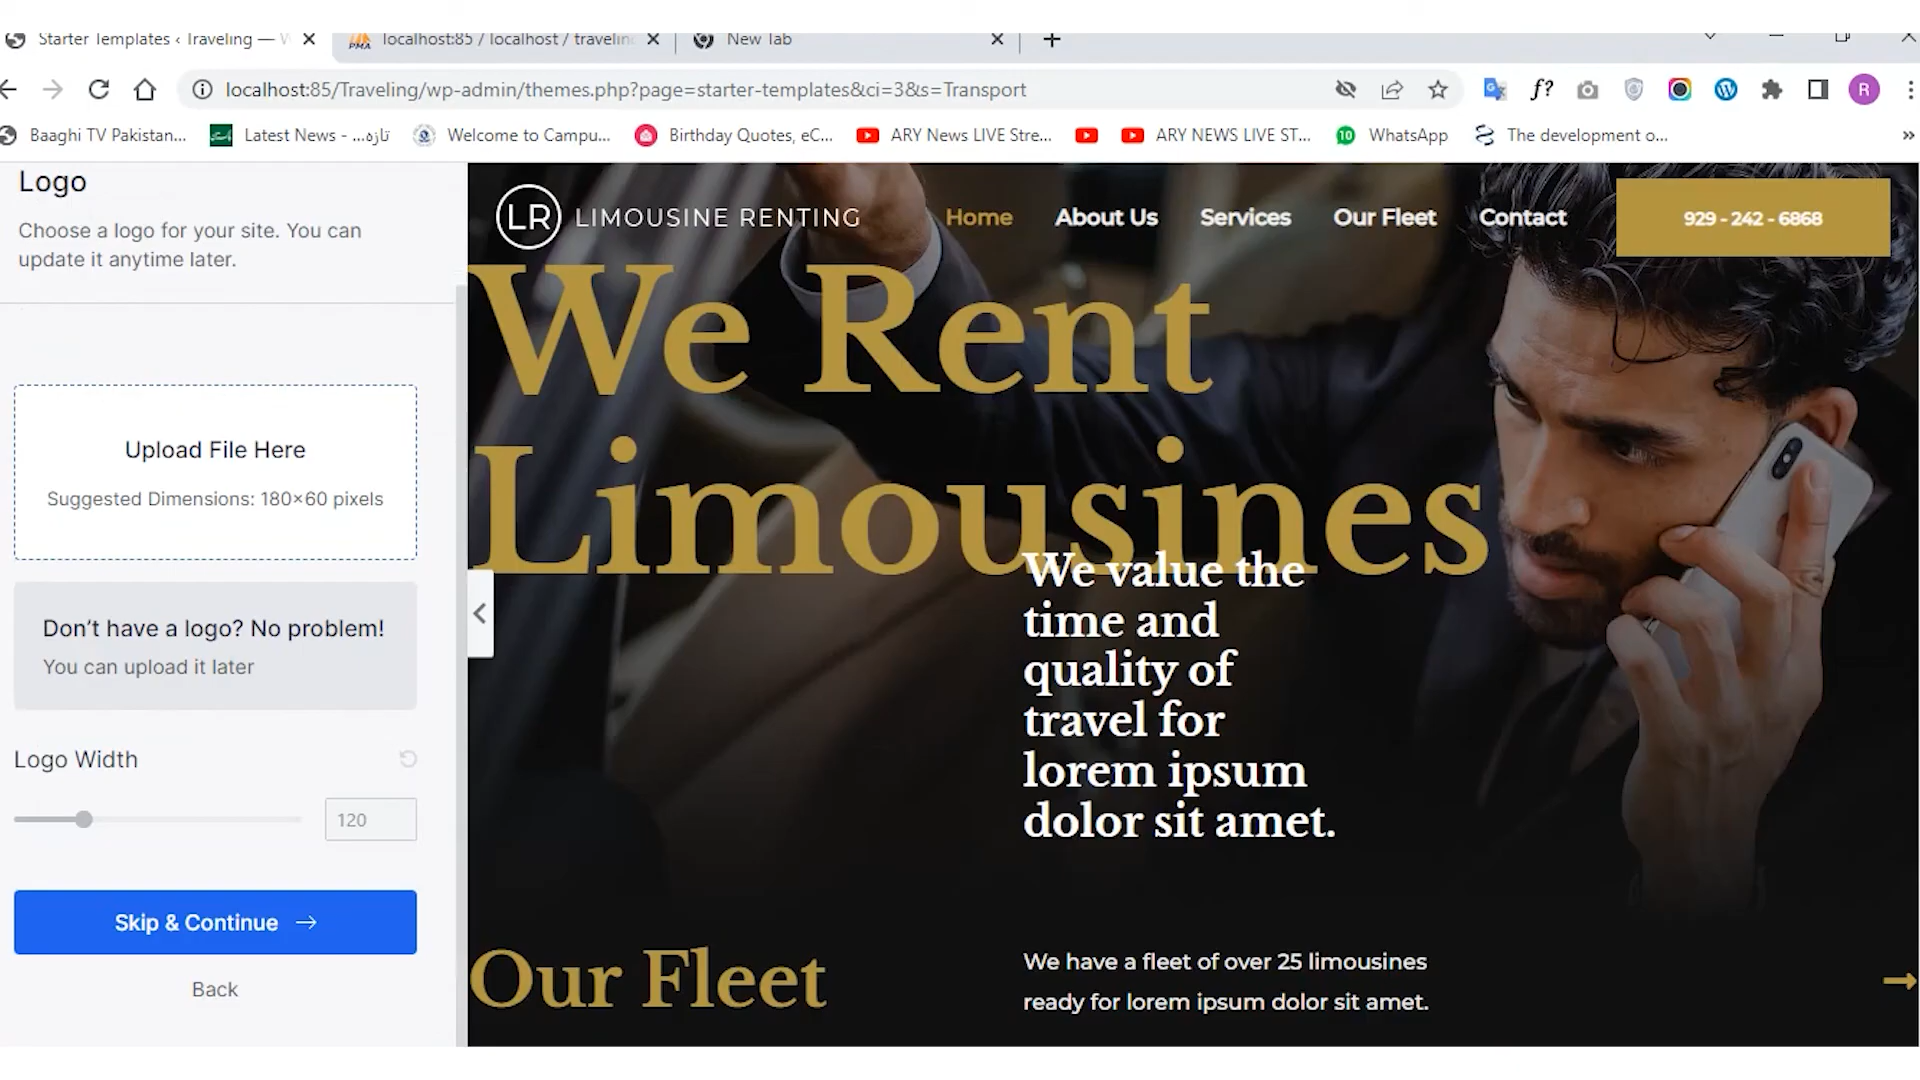 Starter Templates ‹ Traveling — W
localhost:85 / localhost / traveling
New Tab
localhost:85/Traveling/wp-admin/themes.php?page=starter-templates&ci=3&s=Transport
f?
R
Baaghi TV Pakistan...
Latest News - ...تازہ
Welcome to Campu...
Birthday Quotes, eC...
ARY News LIVE Stre...
ARY NEWS LIVE ST...
10
WhatsApp
The development o...
»
Logo
Choose a logo for your site. You can
update it anytime later.
Upload File Here
Suggested Dimensions: 180×60 pixels
Don’t have a logo? No problem!
You can upload it later
Logo Width
120
Skip & Continue →
Back
LR LIMOUSINE RENTING
Home About Us Services Our Fleet Contact
929 - 242 - 6868
We Rent
Limousines
We value the
time and
quality of
travel for
lorem ipsum
dolor sit amet.
Our Fleet
We have a fleet of over 25 limousines
ready for lorem ipsum dolor sit amet.